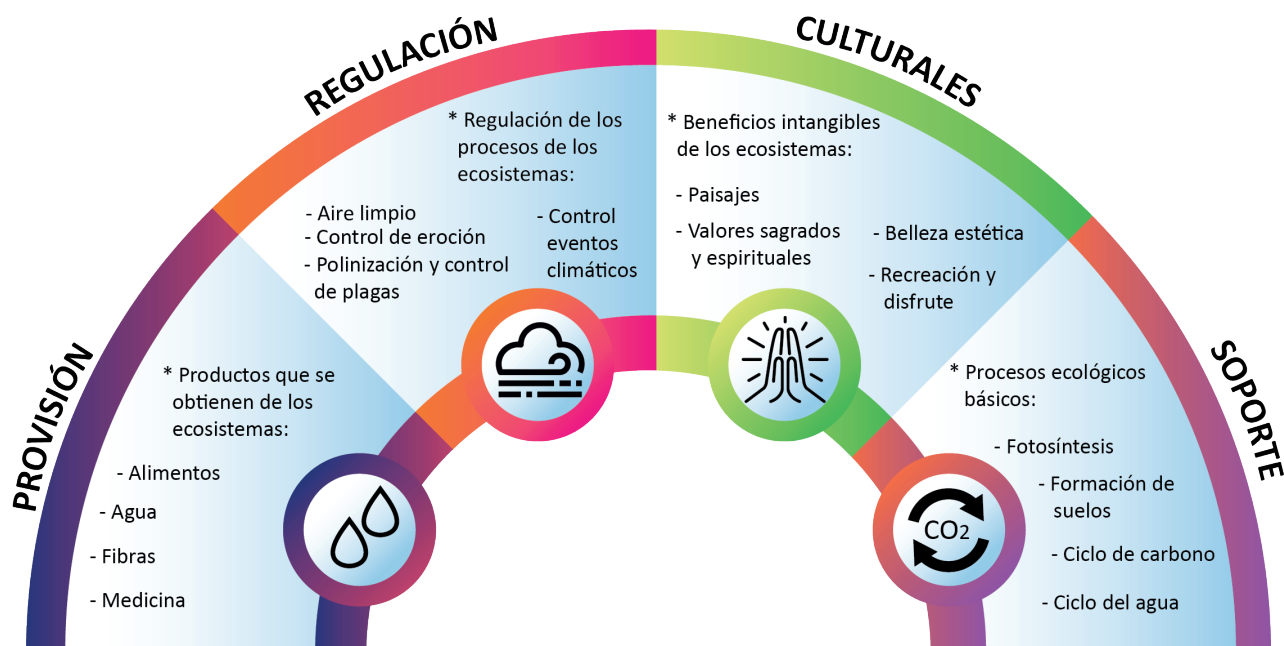 PROVISIÓN
* Productos que se
obtienen de los
ecosistemas:
- Alimentos
- Agua
- Fibras
- Medicina
REGULACIÓN
* Regulación de los
procesos de los
ecosistemas:
- Aire limpio
- Control de eroción
- Polinización y control
de plagas
- Control
eventos
climáticos
CULTURALES
* Beneficios intangibles
de los ecosistemas:
- Paisajes
- Valores sagrados
y espirituales
- Belleza estética
- Recreación y
disfrute
SOPORTE
* Procesos ecológicos
básicos:
- Fotosíntesis
- Formación de
suelos
- Ciclo de carbono
- Ciclo del agua
CO2